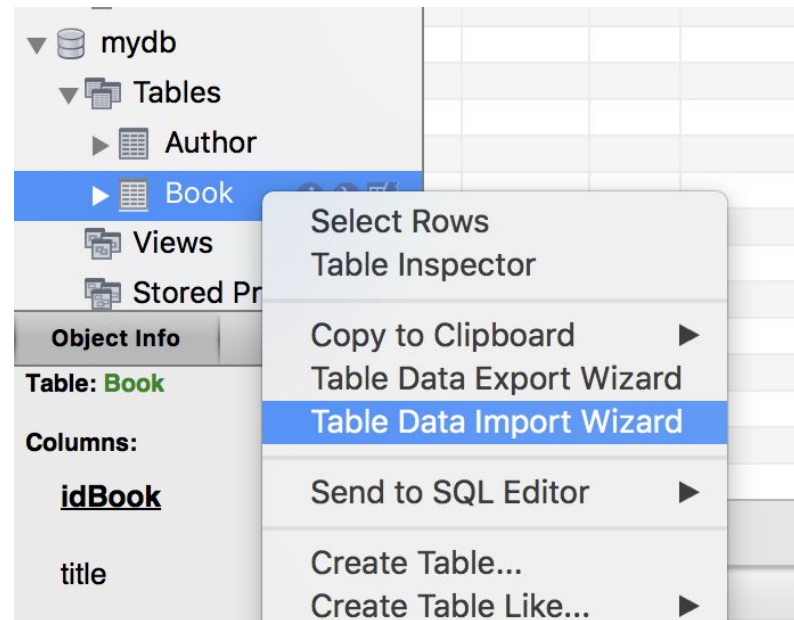 mydb
Tables
Author
Book
Views
Stored Pr
Object Info
Table: Book
Columns:
idBook
title
Select Rows
Table Inspector
Copy to Clipboard
Table Data Export Wizard
Table Data Import Wizard
Send to SQL Editor
Create Table...
Create Table Like...